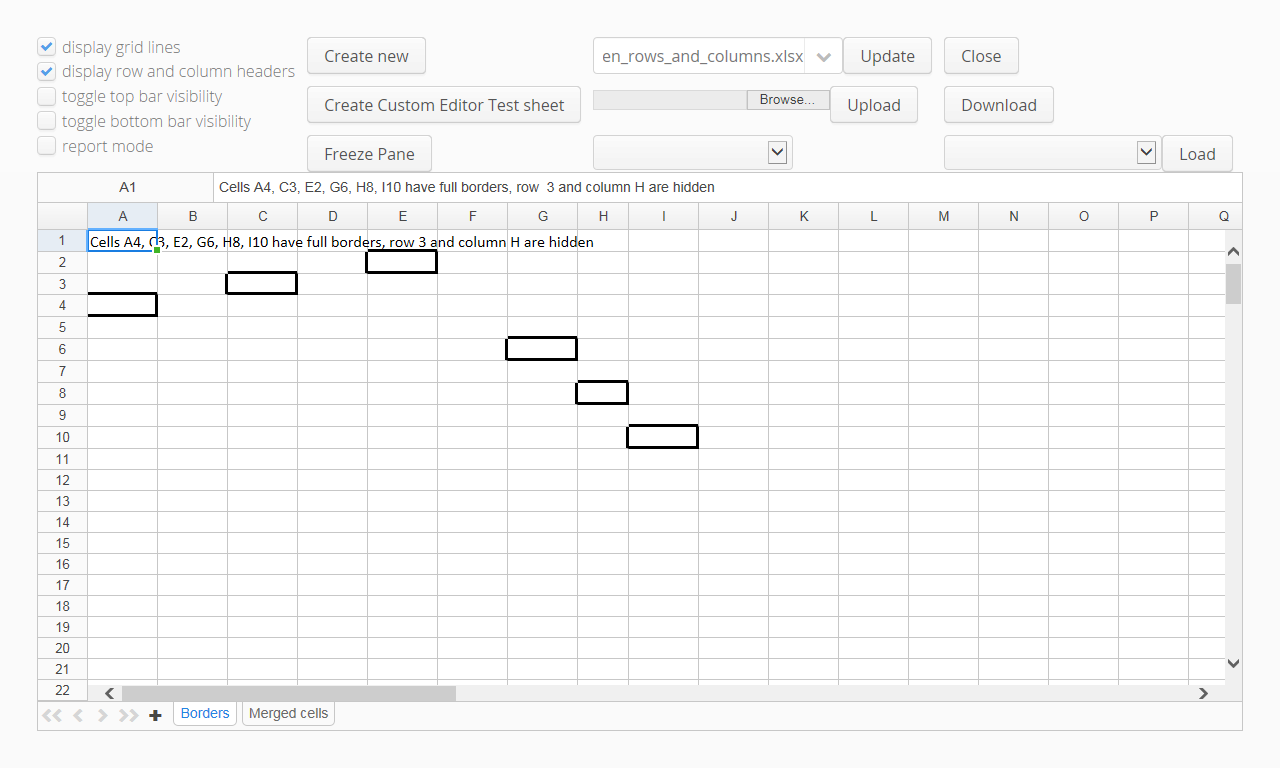 display grid lines
display row and column headers
toggle top bar visibility
toggle bottom bar visibility
report mode
Create new
en_rows_and_columns.xlsx
Update
Close
Create Custom Editor Test sheet
Browse...
Upload
Download
Freeze Pane
Load
A1
Cells A4, C3, E2, G6, H8, I10 have full borders, row  3 and column H are hidden
A B C D E F G H I J K L M N O P Q
1 Cells A4, C3, E2, G6, H8, I10 have full borders, row 3 and column H are hidden
2
3
4
5
6
7
8
9
10
11
12
13
14
15
16
17
18
19
20
21
22
Borders Merged cells